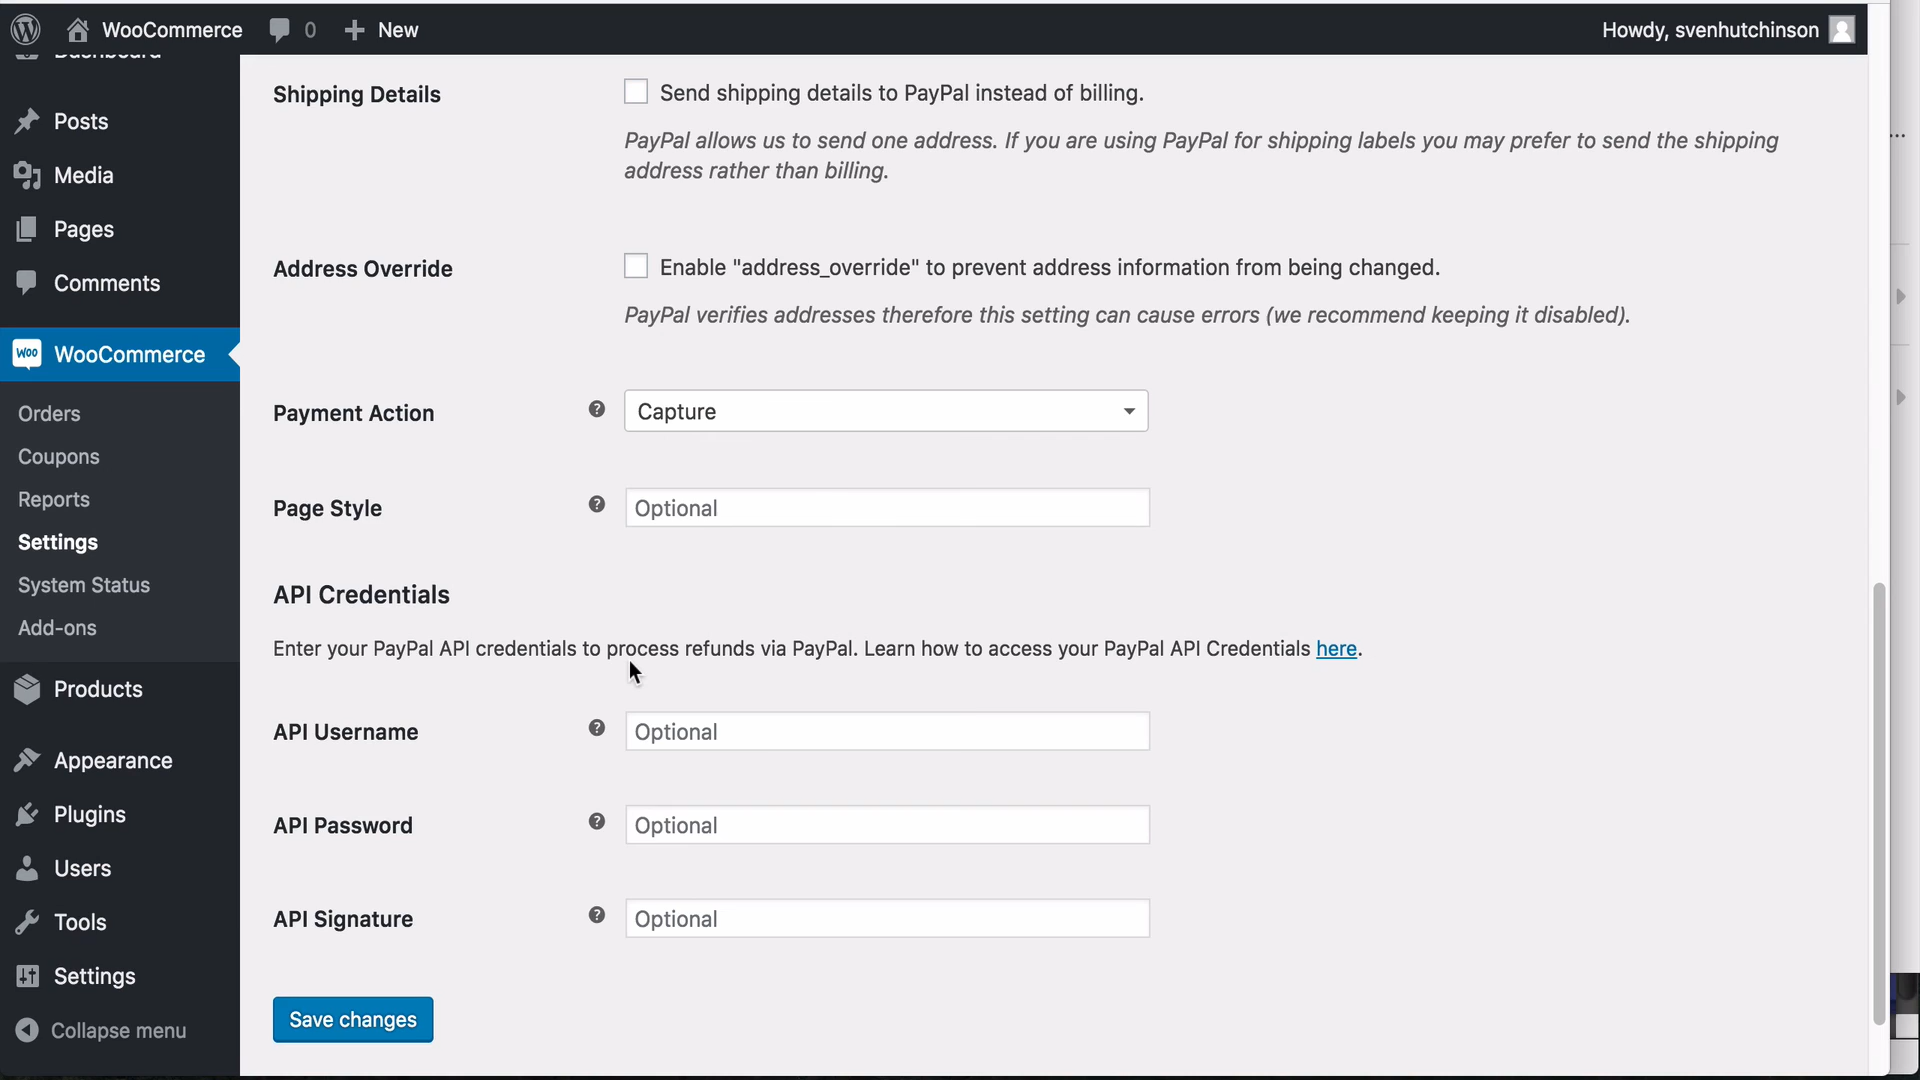 WooCommerce 0 New Howdy, svenhutchinson
Dashboard
Posts
Media
Pages
Comments
WooCommerce
Orders
Coupons
Reports
Settings
System Status
Add-ons
Products
Appearance
Plugins
Users
Tools
Settings
Collapse menu
Shipping Details
Send shipping details to PayPal instead of billing.
PayPal allows us to send one address. If you are using PayPal for shipping labels you may prefer to send the shipping
address rather than billing.
Address Override
Enable "address_override" to prevent address information from being changed.
PayPal verifies addresses therefore this setting can cause errors (we recommend keeping it disabled).
Payment Action ? Capture
Page Style ? Optional
API Credentials
Enter your PayPal API credentials to process refunds via PayPal. Learn how to access your PayPal API Credentials here.
API Username ? Optional
API Password ? Optional
API Signature ? Optional
Save changes